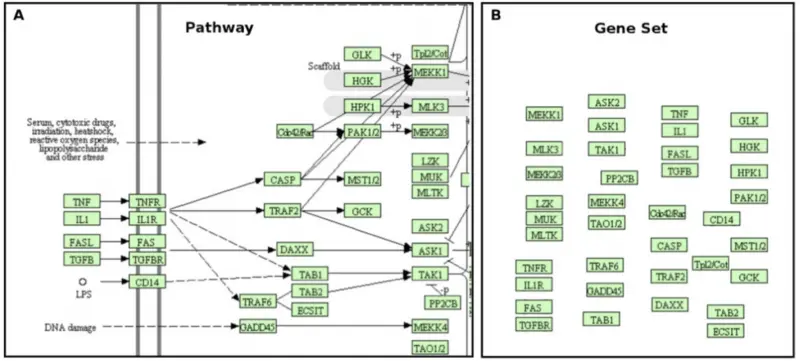 A
Pathway
GLK
+p
Tpl2/Cot
Scaffold
+p
MEKK1
HGK
HPK1
MLK3
+p
Serum, cytotoxic drugs,
irradiation, heatshock,
reactive oxygen species,
lipopolysaccharide
and other stress
Cdc42/Rac
PAK1/2
MEKK2/3
+p
LZK
CASP
MST1/2
MUK
MLTK
TNF
TNFR
IL1
IL1R
TRAF2
GCK
ASK2
FASL
FAS
DAXX
ASK1
TGFB
TGFBR
LPS
CD14
TAB1
TAK1
TAB2
-p
TRAF6
ECSIT
PP2CB
DNA damage
GADD45
MEKK4
TAO1/2
B
Gene Set
MEKK1
ASK2
TNF
GLK
ASK1
IL1
MLK3
TAK1
FASL
HGK
MEKK2/3
PP2CB
TGFB
HPK1
LZK
MEKK4
PAK1/2
MUK
TAO1/2
Cdc42/Rac
CD14
MLTK
CASP
MST1/2
TNFR
TRAF6
Tpl2/Cot
IL1R
GADD45
TRAF2
GCK
FAS
TAB1
DAXX
TAB2
TGFBR
ECSIT